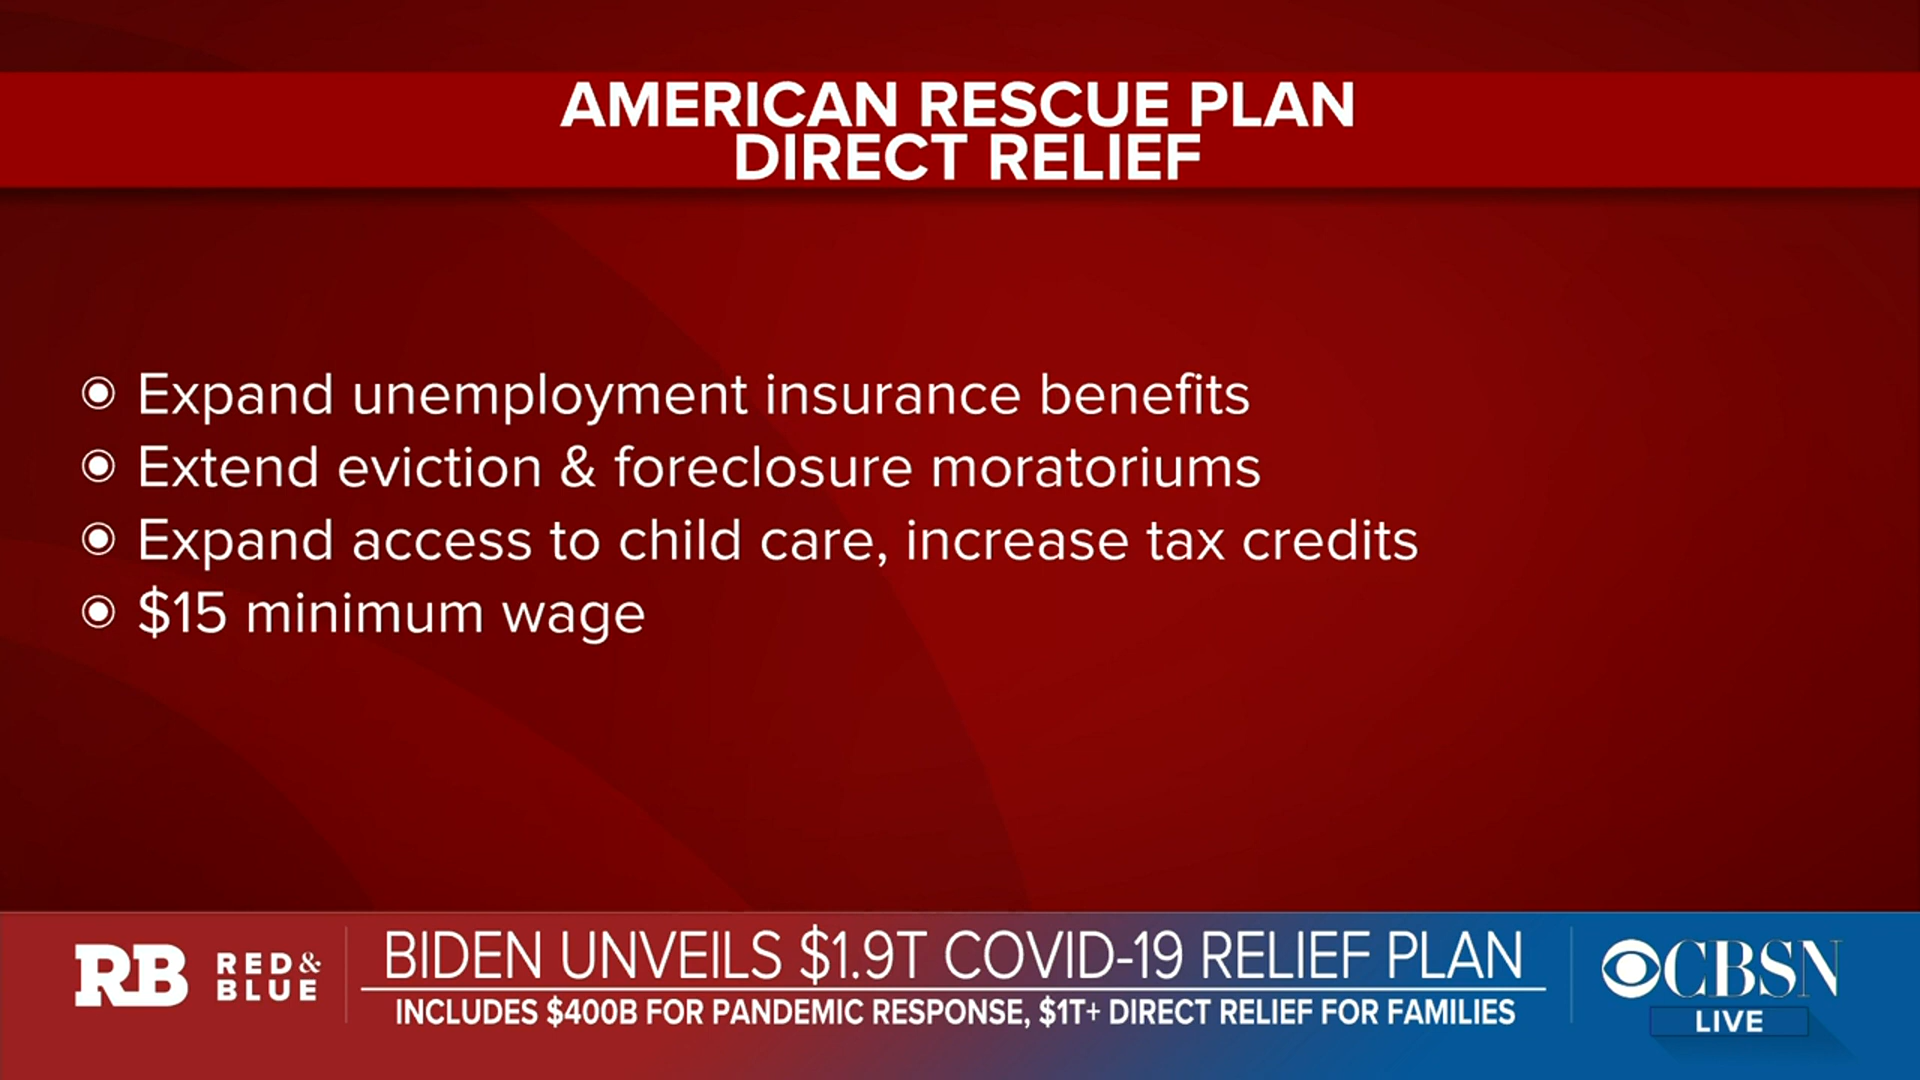 AMERICAN RESCUE PLAN
DIRECT RELIEF
Expand unemployment insurance benefits
Extend eviction & foreclosure moratoriums
Expand access to child care, increase tax credits
$15 minimum wage
RB RED &
BLUE
BIDEN UNVEILS $1.9T COVID-19 RELIEF PLAN
INCLUDES $400B FOR PANDEMIC RESPONSE, $1T+ DIRECT RELIEF FOR FAMILIES
CBSN
LIVE